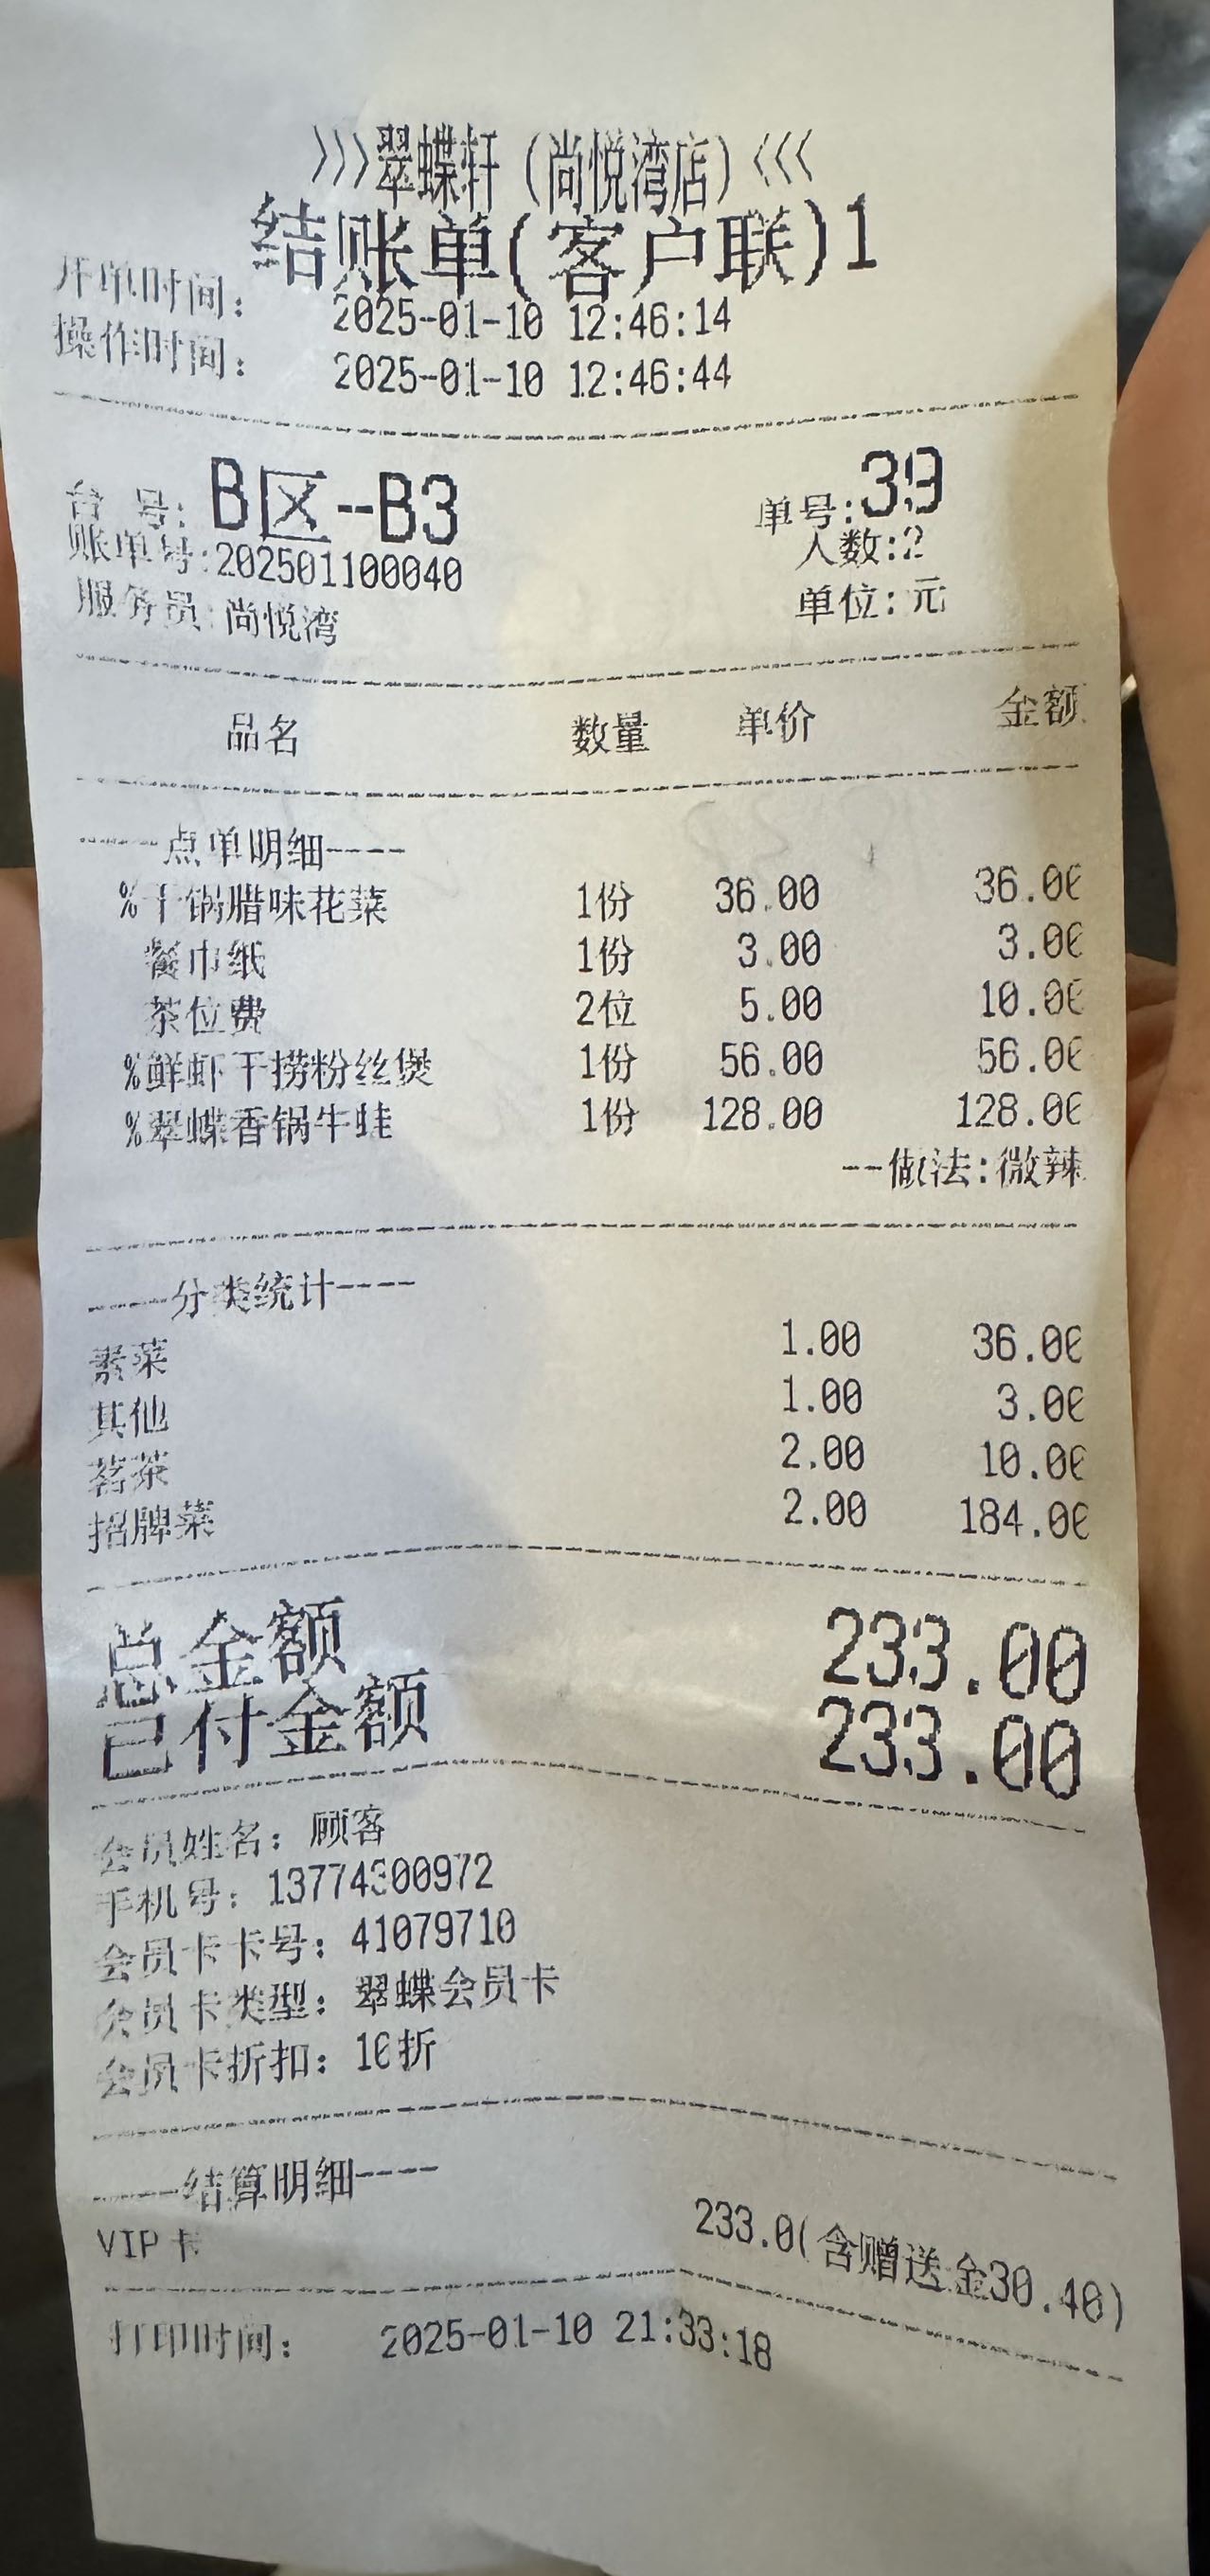 >>>翠蝶轩（尚悦湾店）<<<
结账单(客户联)1
开单时间: 2025-01-10 12:46:14
操作时间: 2025-01-10 12:46:44
台 号: B区--B3 单号:39
账单号:202501100040 人数:2
服务员:尚悦湾 单位:元
品名 数量 单价 金额
-----点单明细----
%干锅腊味花菜 1份 36.00 36.00
餐巾纸 1份 3.00 3.00
茶位费 2位 5.00 10.00
%鲜虾干捞粉丝煲 1份 56.00 56.00
%翠蝶香锅牛蛙 1份 128.00 128.00
--做法:微辣
-----分类统计----
素菜 1.00 36.00
其他 1.00 3.00
茗茶 2.00 10.00
招牌菜 2.00 184.00
总金额 233.00
已付金额 233.00
会员姓名: 顾客
手机号: 13774300972
会员卡卡号: 41079710
会员卡类型: 翠蝶会员卡
会员卡折扣: 10折
-----结算明细----
VIP卡 233.0(含赠送金30.40)
打印时间: 2025-01-10 21:33:18